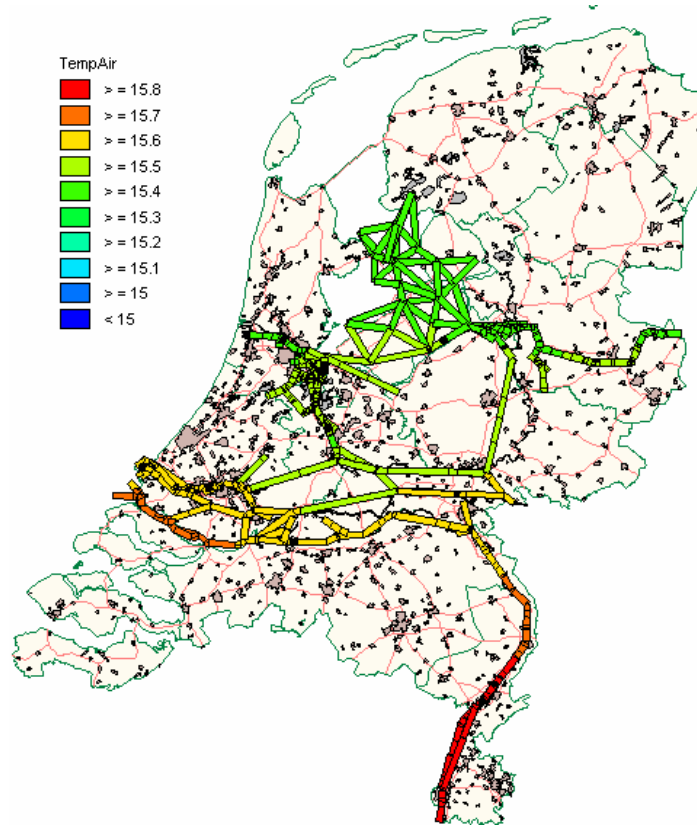 TempAir
> = 15.8
> = 15.7
> = 15.6
> = 15.5
> = 15.4
> = 15.3
> = 15.2
> = 15.1
> = 15
< 15